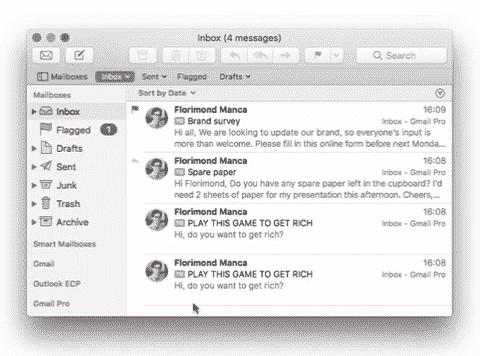 Inbox (4 messages)
Search
Mailboxes Inbox Sent Flagged Drafts
Mailboxes
Inbox
Flagged 1
Drafts
Sent
Junk
Trash
Archive
Smart Mailboxes
Gmail
Outlook ECP
Gmail Pro
Sort by Date
Florimond Manca 16:09
TO Brand survey Inbox - Gmail Pro
Hi all, We are looking to update our brand, so everyone's input is
more than welcome. Please fill in this online form before next Monda...
Florimond Manca 16:08
TO Spare paper Inbox - Gmail Pro
Hi Florimond, Do you have any spare paper left in the cupboard? I'd
need 2 sheets of paper for my presentation this afternoon. Cheers,...
Florimond Manca 16:08
TO PLAY THIS GAME TO GET RICH Inbox - Gmail Pro
Hi, do you want to get rich?
Florimond Manca 16:08
TO PLAY THIS GAME TO GET RICH Inbox - Gmail Pro
Hi, do you want to get rich?